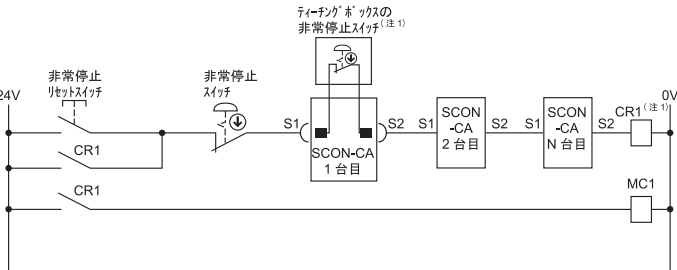 ティーチングボックスの
非常停止スイッチ(注1)
非常停止
リセットスイッチ
非常停止
スイッチ
24V
0V
CR1
S1
SCON-CA
1台目
S2
S1
SCON
-CA
2台目
S2
S1
SCON
-CA
N台目
S2
CR1(注1)
CR1
MC1